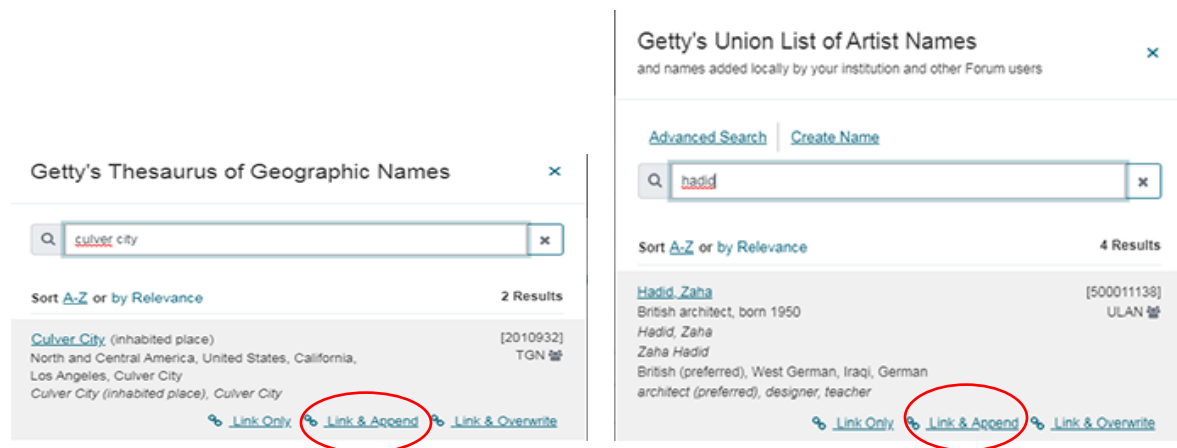 Getty's Thesaurus of Geographic Names
culver city
Sort A-Z or by Relevance
2 Results
Culver City (inhabited place)
[2010932]
North and Central America, United States, California,
TGN
Los Angeles, Culver City
Culver City (inhabited place), Culver City
Link Only Link & Append Link & Overwrite
Getty's Union List of Artist Names
and names added locally by your institution and other Forum users
Advanced Search Create Name
hadid
Sort A-Z or by Relevance
4 Results
Hadid, Zaha
[500011138]
British architect, born 1950
ULAN
Hadid, Zaha
Zaha Hadid
British (preferred), West German, Iraqi, German
architect (preferred), designer, teacher
Link Only Link & Append Link & Overwrite